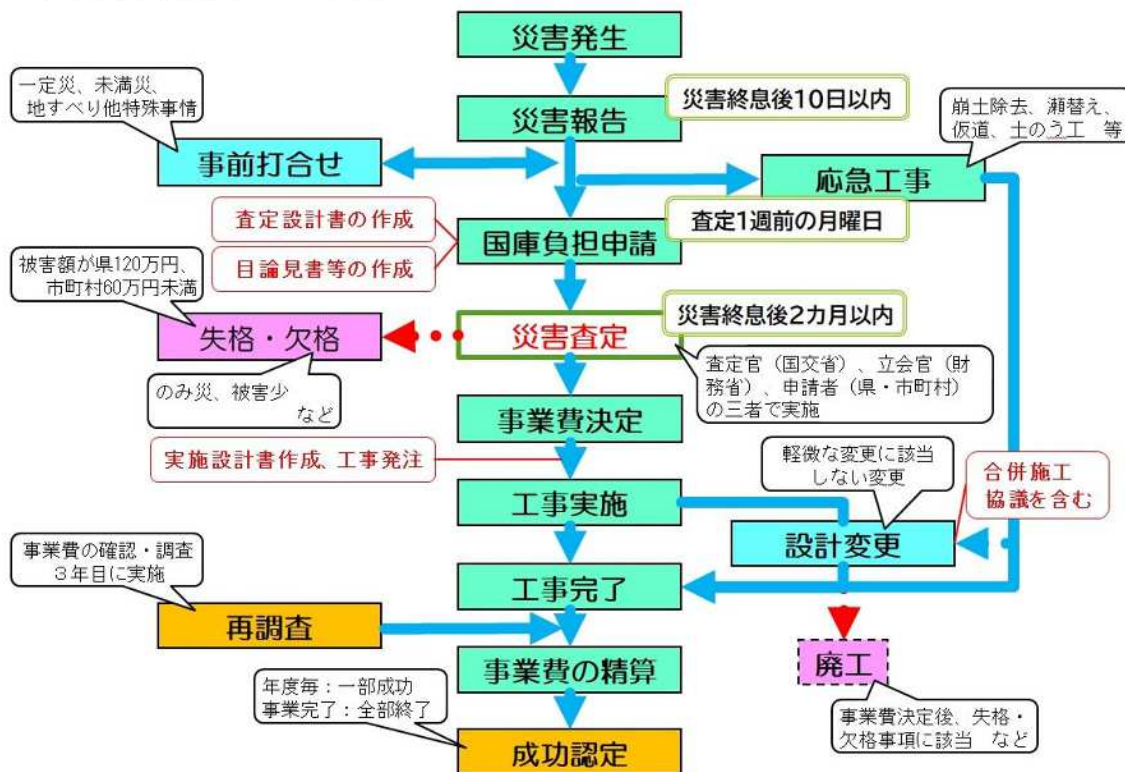 災害発生
一定災、未満災、
地すべり他特殊事情
災害報告
災害終息後10日以内
崩土除去、瀬替え、
仮道、土のう工　等
事前打合せ
応急工事
査定設計書の作成
目論見書等の作成
国庫負担申請
査定1週前の月曜日
被害額が県120万円、
市町村60万円未満
失格・欠格
のみ災、被害少
など
災害査定
災害終息後2カ月以内
査定官（国交省）、立会官（財
務省）、申請者（県・市町村）
の三者で実施
事業費決定
実施設計書作成、工事発注
軽微な変更に該当
しない変更
合併施工
協議を含む
工事実施
設計変更
事業費の確認・調査
３年目に実施
工事完了
再調査
廃工
事業費の精算
年度毎：一部成功
事業完了：全部終了
事業費決定後、失格・
欠格事項に該当　など
成功認定